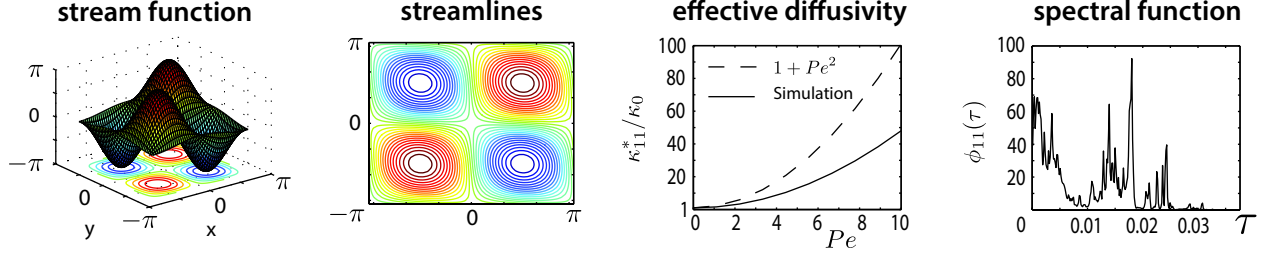 stream function
π
0
−π
y
0
−π
0
x
π
streamlines
π
0
−π
0
π
effective diffusivity
κ*₁₁/κ₀
100
80
60
40
20
1
1 + Pe²
Simulation
0 2 4 6 8 10
Pe
spectral function
ϕ₁₁(τ)
100
80
60
40
20
0 0.01 0.02 0.03 τ